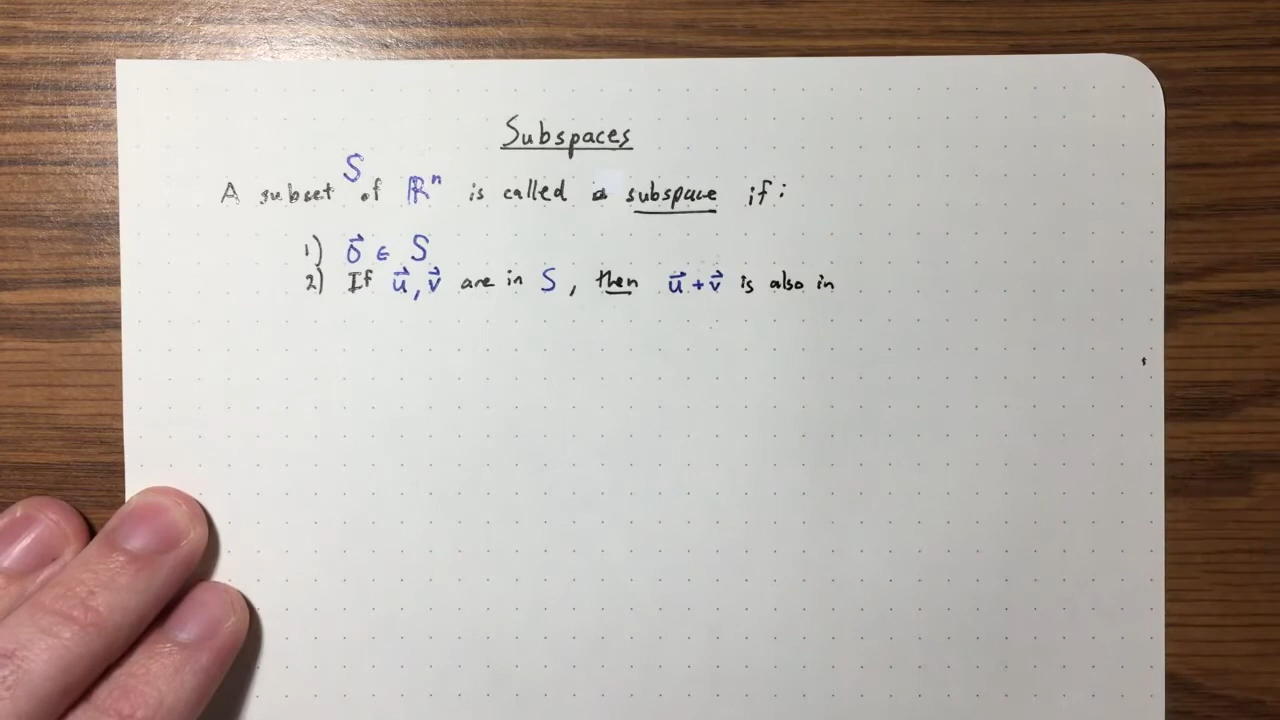 Subspaces
A subset S of ℝⁿ is called a subspace if:
1) 0⃗ ∈ S
2) If u⃗, v⃗ are in S, then u⃗ + v⃗ is also in